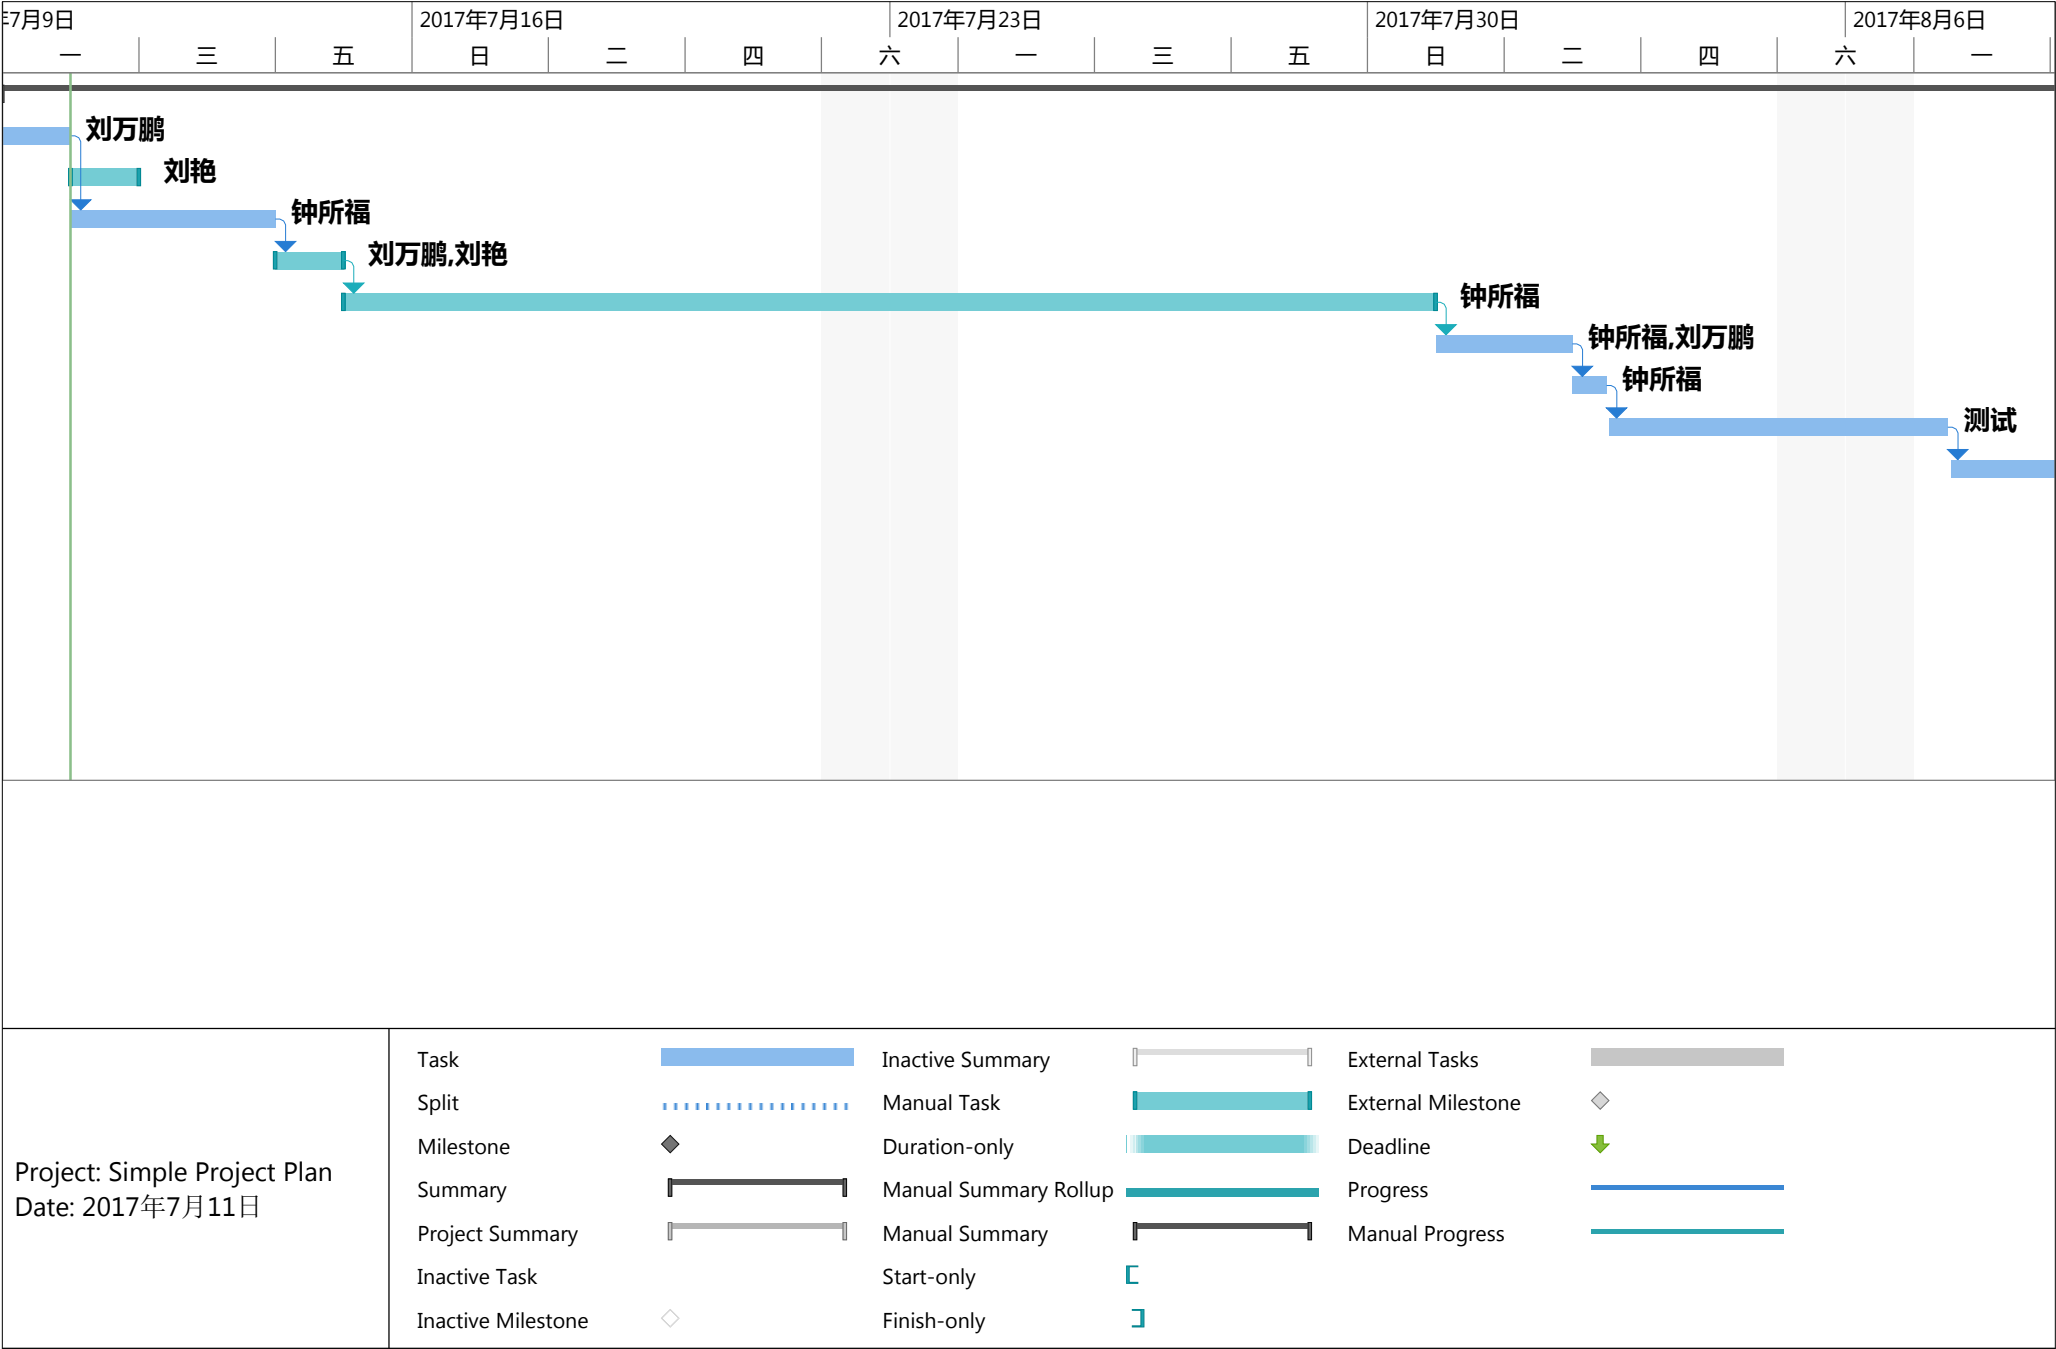 7月9日 2017年7月16日 2017年7月23日 2017年7月30日 2017年8月6日
一 三 五 日 二 四 六 一 三 五 日 二 四 六 一
刘万鹏
刘艳
钟所福
刘万鹏,刘艳
钟所福
钟所福,刘万鹏
钟所福
测试
Project: Simple Project Plan
Date: 2017年7月11日
Task
Split
Milestone
Summary
Project Summary
Inactive Task
Inactive Milestone
Inactive Summary
Manual Task
Duration-only
Manual Summary Rollup
Manual Summary
Start-only
Finish-only
External Tasks
External Milestone
Deadline
Progress
Manual Progress